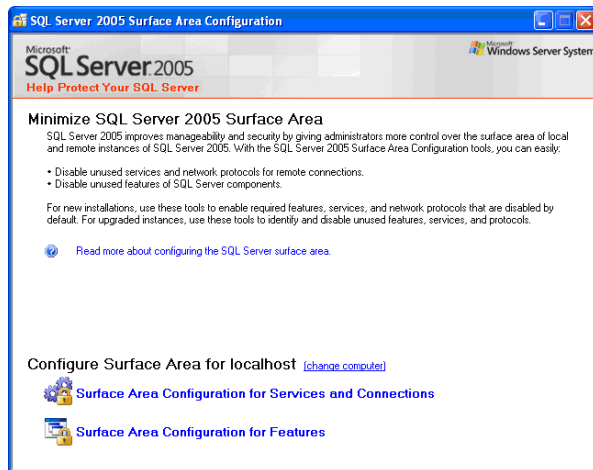 SQL Server 2005 Surface Area Configuration
Microsoft
SQL Server 2005
Microsoft
Windows Server System
Help Protect Your SQL Server
Minimize SQL Server 2005 Surface Area
SQL Server 2005 improves manageability and security by giving administrators more control over the surface area of local
and remote instances of SQL Server 2005. With the SQL Server 2005 Surface Area Configuration tools, you can easily:
• Disable unused services and network protocols for remote connections.
• Disable unused features of SQL Server components.
For new installations, use these tools to enable required features, services, and network protocols that are disabled by
default. For upgraded instances, use these tools to identify and disable unused features, services, and protocols.
Read more about configuring the SQL Server surface area.
Configure Surface Area for localhost (change computer)
Surface Area Configuration for Services and Connections
Surface Area Configuration for Features